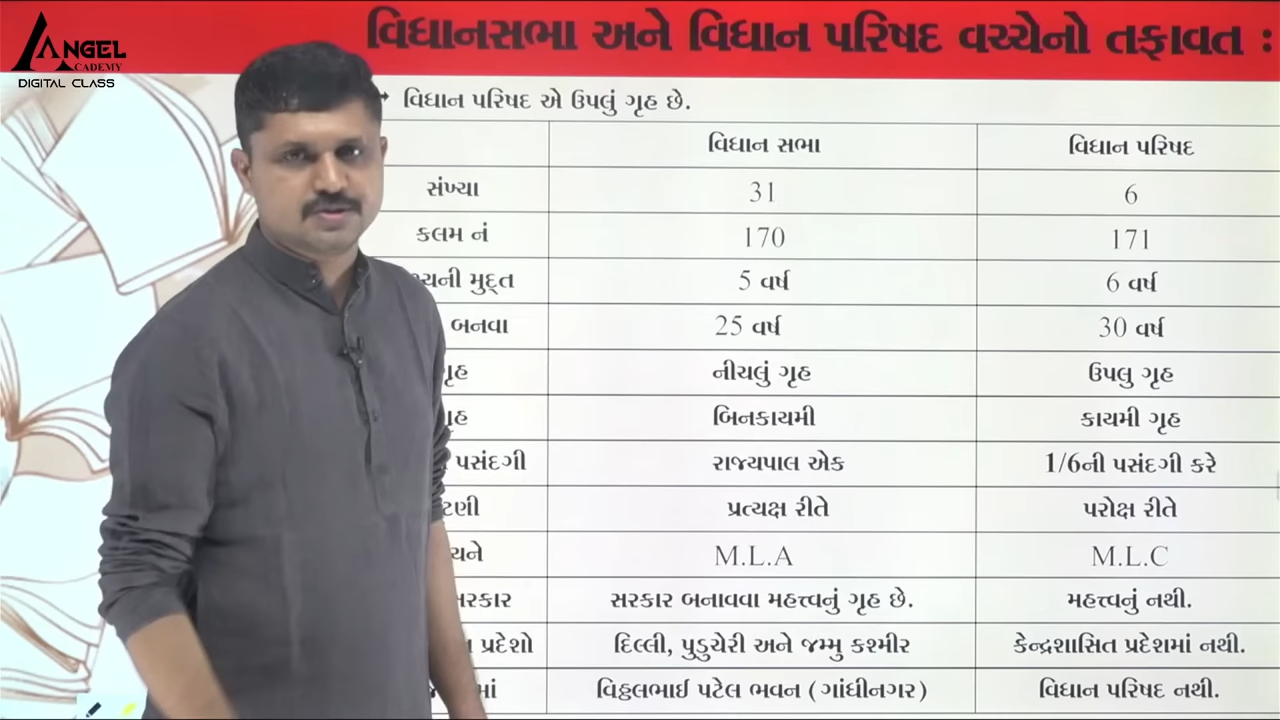 ANGEL
ACADEMY
DIGITAL CLASS
વિધાનસભા અને વિધાન પરિષદ વચ્ચેનો તફાવત :
વિધાન પરિષદ એ ઉપલું ગૃહ છે.
વિધાન સભા વિધાન પરિષદ
સંખ્યા 31 6
કલમ નં 170 171
મુદ્દત 5 વર્ષ 6 વર્ષ
બનવા 25 વર્ષ 30 વર્ષ
નીચલું ગૃહ ઉપલુ ગૃહ
બિનકાયમી કાયમી ગૃહ
પસંદગી રાજ્યપાલ એક 1/6ની પસંદગી કરે
પ્રત્યક્ષ રીતે પરોક્ષ રીતે
M.L.A M.L.C
સરકાર બનાવવા મહત્ત્વનું ગૃહ છે. મહત્ત્વનું નથી.
પ્રદેશો દિલ્લી, પુડુચેરી અને જમ્મુ કશ્મીર કેન્દ્રશાસિત પ્રદેશમાં નથી.
વિઠ્ઠલભાઈ પટેલ ભવન (ગાંધીનગર) વિધાન પરિષદ નથી.